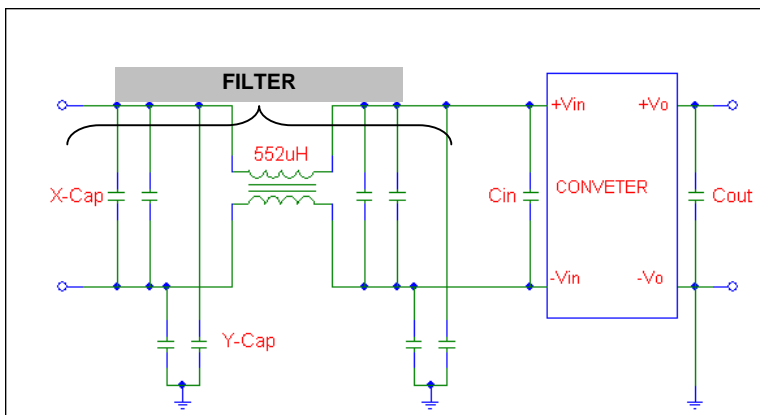 FILTER
552uH
X-Cap
Y-Cap
Cin
+Vin
+Vo
CONVETER
-Vin
-Vo
Cout